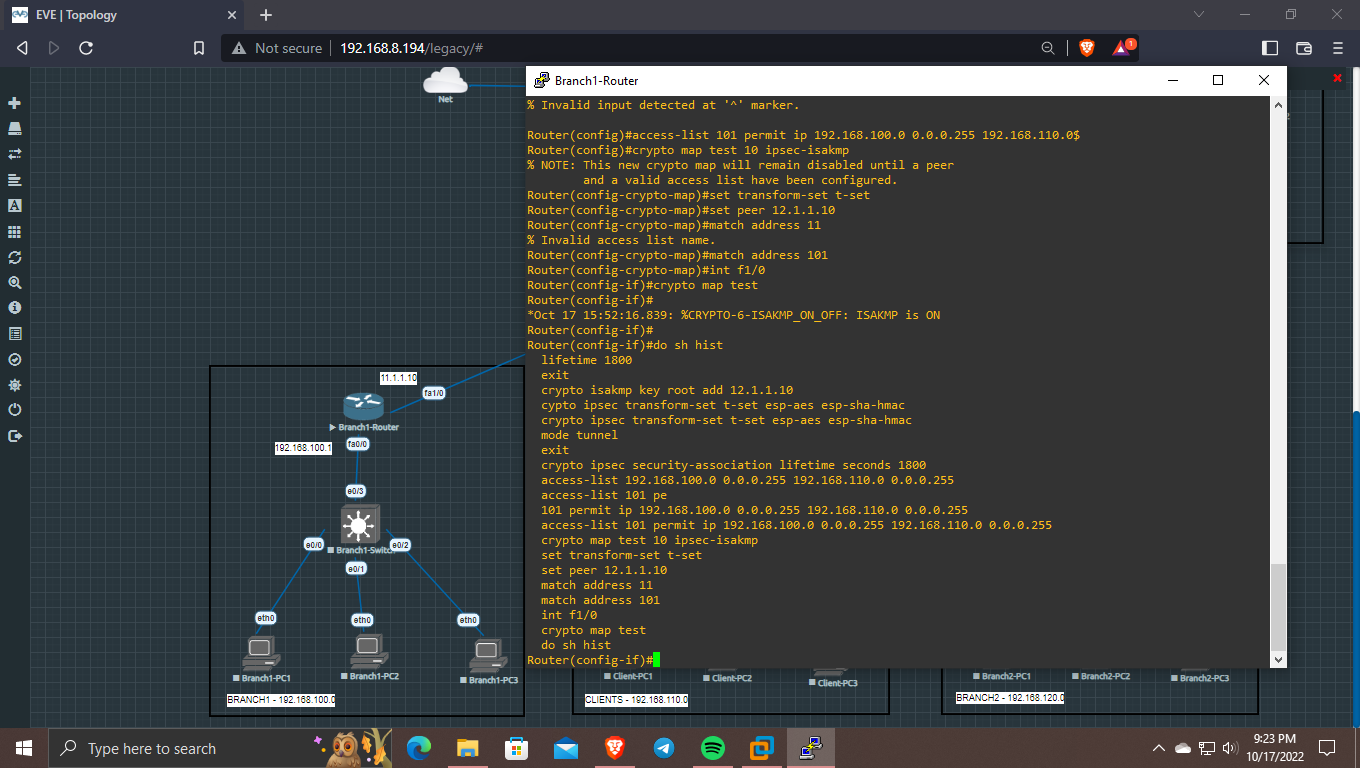 EVE | Topology
Not secure
192.168.8.194/legacy/#
1
Net
Branch1-Router
% Invalid input detected at '^' marker.
Router(config)#access-list 101 permit ip 192.168.100.0 0.0.0.255 192.168.110.0$
Router(config)#crypto map test 10 ipsec-isakmp
% NOTE: This new crypto map will remain disabled until a peer
and a valid access list have been configured.
Router(config-crypto-map)#set transform-set t-set
Router(config-crypto-map)#set peer 12.1.1.10
Router(config-crypto-map)#match address 11
% Invalid access list name.
Router(config-crypto-map)#match address 101
Router(config-crypto-map)#int f1/0
Router(config-if)#crypto map test
Router(config-if)#
*Oct 17 15:52:16.839: %CRYPTO-6-ISAKMP_ON_OFF: ISAKMP is ON
Router(config-if)#
Router(config-if)#do sh hist
lifetime 1800
exit
crypto isakmp key root add 12.1.1.10
cypto ipsec transform-set t-set esp-aes esp-sha-hmac
crypto ipsec transform-set t-set esp-aes esp-sha-hmac
mode tunnel
exit
crypto ipsec security-association lifetime seconds 1800
access-list 192.168.100.0 0.0.0.255 192.168.110.0 0.0.0.255
access-list 101 pe
101 permit ip 192.168.100.0 0.0.0.255 192.168.110.0 0.0.0.255
access-list 101 permit ip 192.168.100.0 0.0.0.255 192.168.110.0 0.0.0.255
crypto map test 10 ipsec-isakmp
set transform-set t-set
set peer 12.1.1.10
match address 11
match address 101
int f1/0
crypto map test
do sh hist
Router(config-if)#
11.1.1.10
fa1/0
Branch1-Router
192.168.100.1
fa0/0
e0/3
e0/0
Branch1-Switch
e0/2
e0/1
eth0
eth0
eth0
Branch1-PC1
Branch1-PC2
Branch1-PC3
BRANCH1 - 192.168.100.0
Client-PC1
Client-PC2
Client-PC3
CLIENTS - 192.168.110.0
Branch2-PC1
Branch2-PC2
Branch2-PC3
BRANCH2 - 192.168.120.0
Type here to search
9:23 PM
10/17/2022